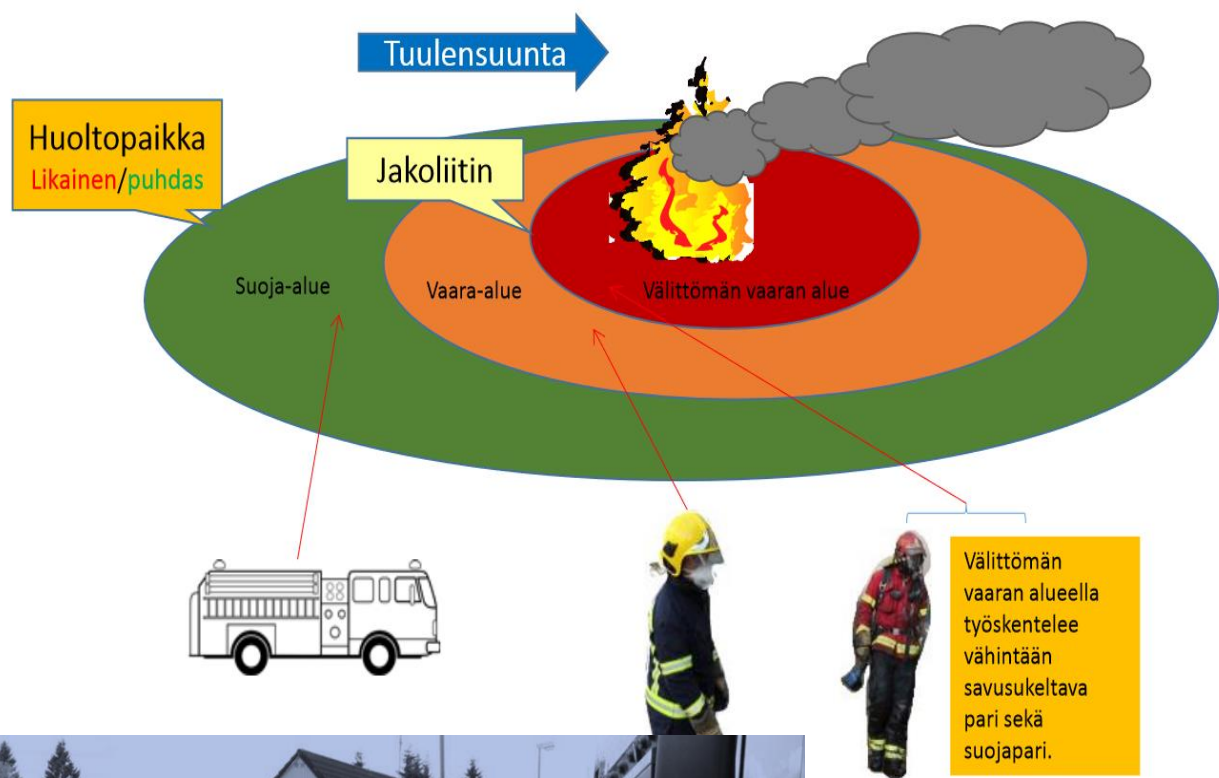 Tuulensuunta
Huoltopaikka
Likainen/puhdas
Jakoliitin
Suoja-alue
Vaara-alue
Välittömän vaaran alue
Välittömän
vaaran alueella
työskentelee
vähintään
savusukeltava
pari sekä
suojapari.